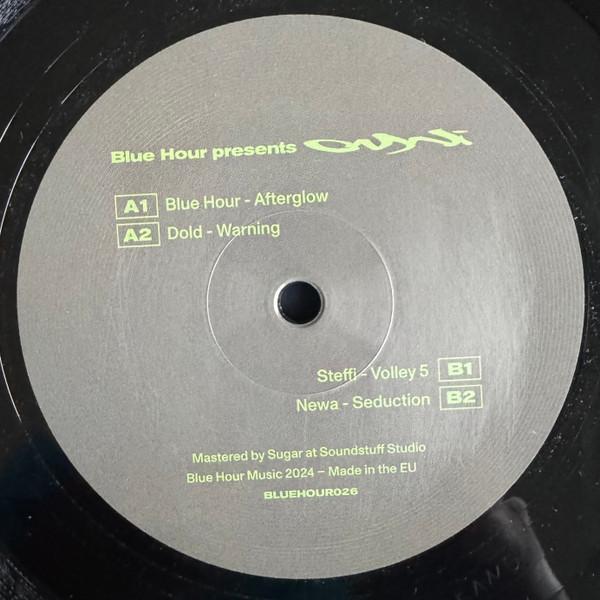 Blue Hour presents
A1 Blue Hour - Afterglow
A2 Dold - Warning
Steffi - Volley 5 B1
Newa - Seduction B2
Mastered by Sugar at Soundstuff Studio
Blue Hour Music 2024 – Made in the EU
BLUEHOUR026